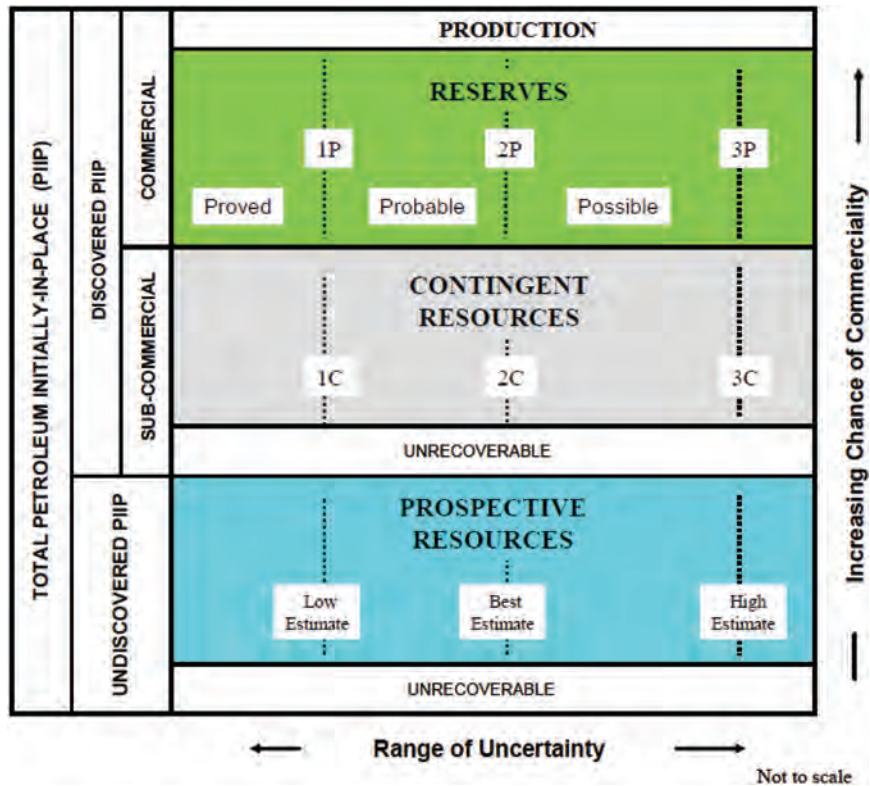 TOTAL PETROLEUM INITIALLY-IN-PLACE (PIIP)
DISCOVERED PIIP
UNDISCOVERED PIIP
COMMERCIAL
SUB-COMMERCIAL
PRODUCTION
RESERVES
1P 2P 3P
Proved Probable Possible
CONTINGENT
RESOURCES
1C 2C 3C
UNRECOVERABLE
PROSPECTIVE
RESOURCES
Low Best High
Estimate Estimate Estimate
UNRECOVERABLE
Increasing Chance of Commerciality
Range of Uncertainty
Not to scale